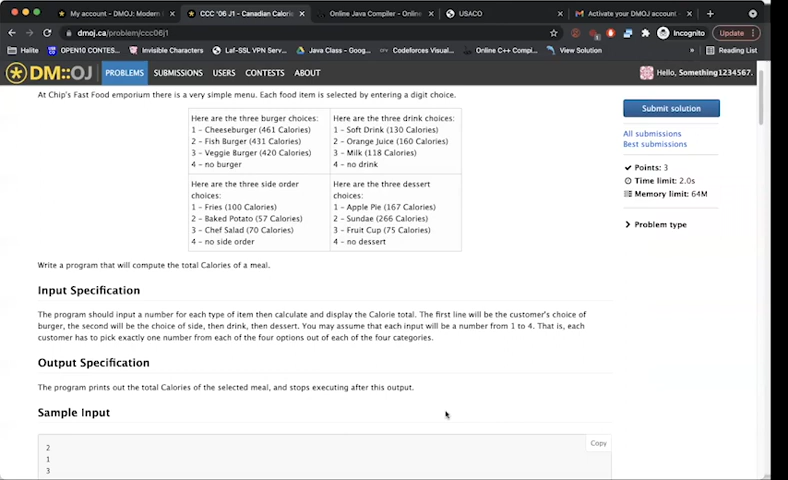 My account - DMOJ: Modern
CCC '06 J1 - Canadian Calorie
Online Java Compiler - Online
USACO
Activate your DMOJ account -
dmoj.ca/problem/ccc06j1
Incognito
Update
Halite
OPEN10 CONTES...
Invisible Characters
Laf-SSL VPN Serv...
Java Class - Goog...
Codeforces Visual...
Online C++ Compi...
View Solution
»
Reading List
DM::OJ
PROBLEMS
SUBMISSIONS
USERS
CONTESTS
ABOUT
Hello, Something1234567.
At Chip's Fast Food emporium there is a very simple menu. Each food item is selected by entering a digit choice.
Here are the three burger choices:
1 – Cheeseburger (461 Calories)
2 – Fish Burger (431 Calories)
3 – Veggie Burger (420 Calories)
4 – no burger
Here are the three drink choices:
1 – Soft Drink (130 Calories)
2 – Orange Juice (160 Calories)
3 – Milk (118 Calories)
4 – no drink
Here are the three side order
choices:
1 – Fries (100 Calories)
2 – Baked Potato (57 Calories)
3 – Chef Salad (70 Calories)
4 – no side order
Here are the three dessert
choices:
1 – Apple Pie (167 Calories)
2 – Sundae (266 Calories)
3 – Fruit Cup (75 Calories)
4 – no dessert
Write a program that will compute the total Calories of a meal.
Input Specification
The program should input a number for each type of item then calculate and display the Calorie total. The first line will be the customer's choice of
burger, the second will be the choice of side, then drink, then dessert. You may assume that each input will be a number from 1 to 4. That is, each
customer has to pick exactly one number from each of the four options out of each of the four categories.
Output Specification
The program prints out the total Calories of the selected meal, and stops executing after this output.
Sample Input
Copy
2
1
3
Submit solution
All submissions
Best submissions
Points: 3
Time limit: 2.0s
Memory limit: 64M
Problem type